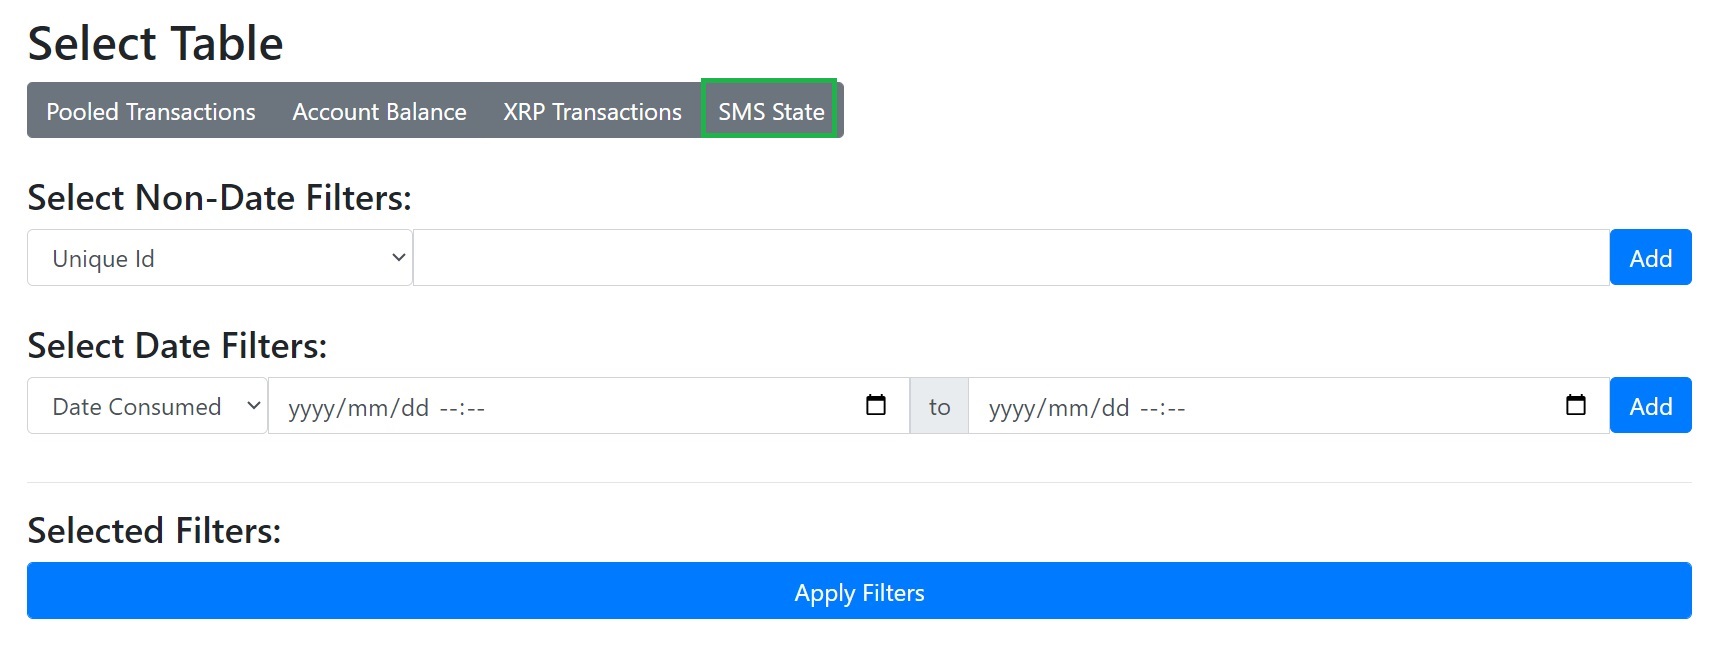 Select Table
Pooled Transactions Account Balance XRP Transactions SMS State
Select Non-Date Filters:
Unique Id Add
Select Date Filters:
Date Consumed yyyy/mm/dd --:-- to yyyy/mm/dd --:-- Add
Selected Filters:
Apply Filters